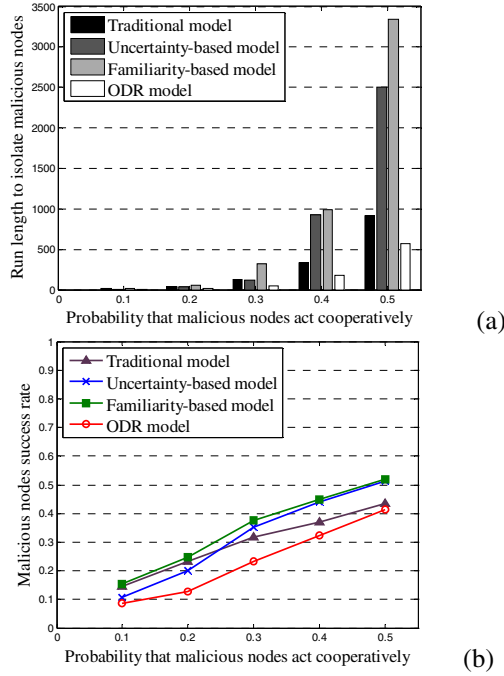 3500
3000
2500
2000
1500
1000
500
0
Run length to isolate malicious nodes
Traditional model
Uncertainty-based model
Familiarity-based model
ODR model
0 0.1 0.2 0.3 0.4 0.5
Probability that malicious nodes act cooperatively
(a)
1
0.9
0.8
0.7
0.6
0.5
0.4
0.3
0.2
0.1
0
Malicious nodes success rate
Traditional model
Uncertainty-based model
Familiarity-based model
ODR model
0 0.1 0.2 0.3 0.4 0.5
Probability that malicious nodes act cooperatively
(b)